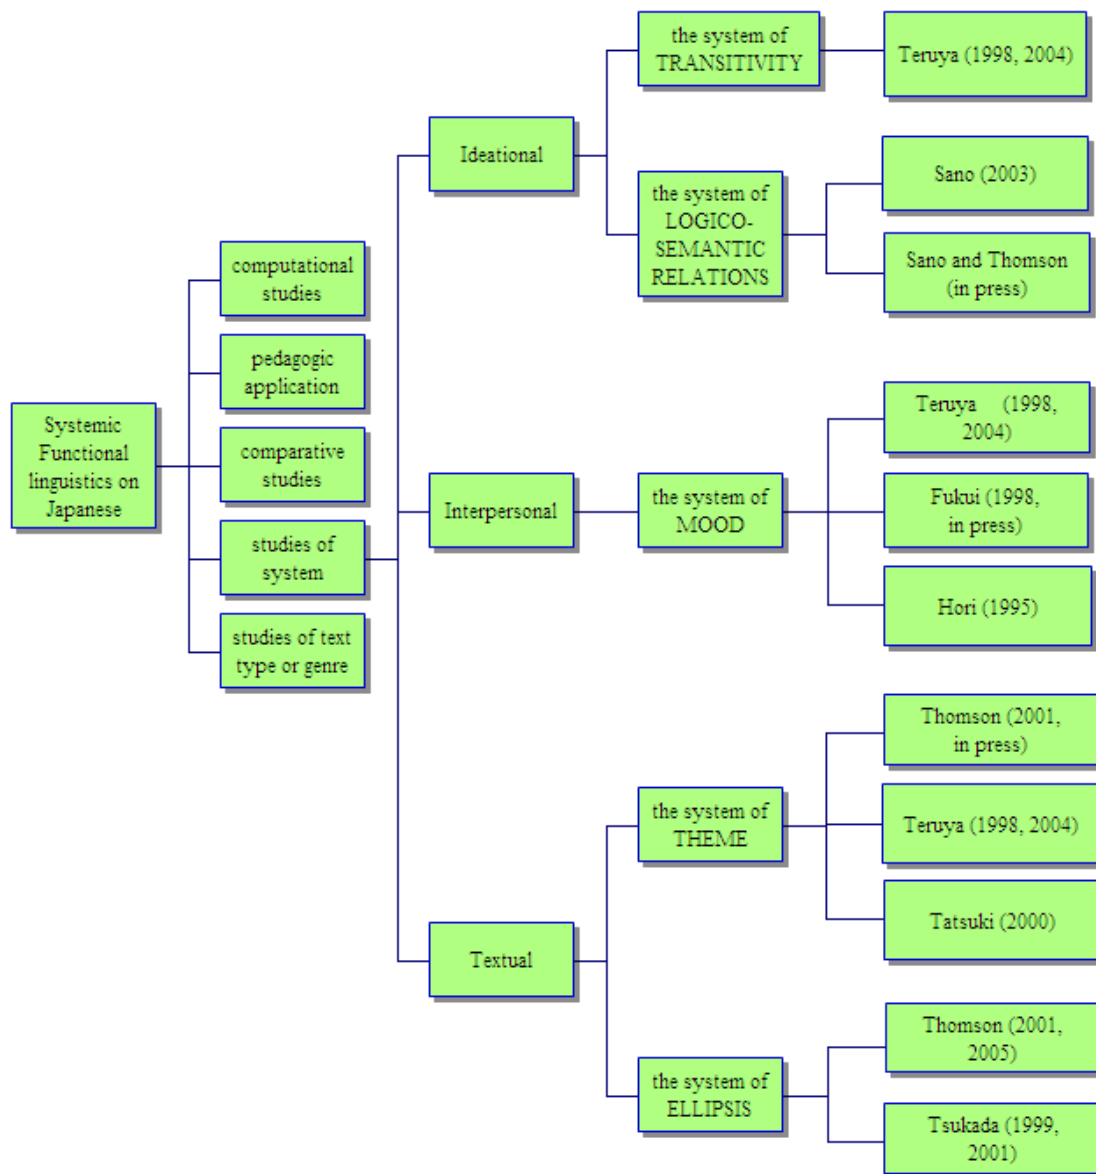 Systemic
Functional
linguistics on
Japanese
computational
studies
pedagogic
application
comparative
studies
studies of
system
studies of text
type or genre
Ideational
the system of
TRANSITIVITY
Teruya (1998, 2004)
the system of
LOGICO-
SEMANTIC
RELATIONS
Sano (2003)
Sano and Thomson
(in press)
Interpersonal
the system of
MOOD
Teruya (1998,
2004)
Fukui (1998,
in press)
Hori (1995)
Textual
the system of
THEME
Thomson (2001,
in press)
Teruya (1998, 2004)
Tatsuki (2000)
the system of
ELLIPSIS
Thomson (2001,
2005)
Tsukada (1999,
2001)